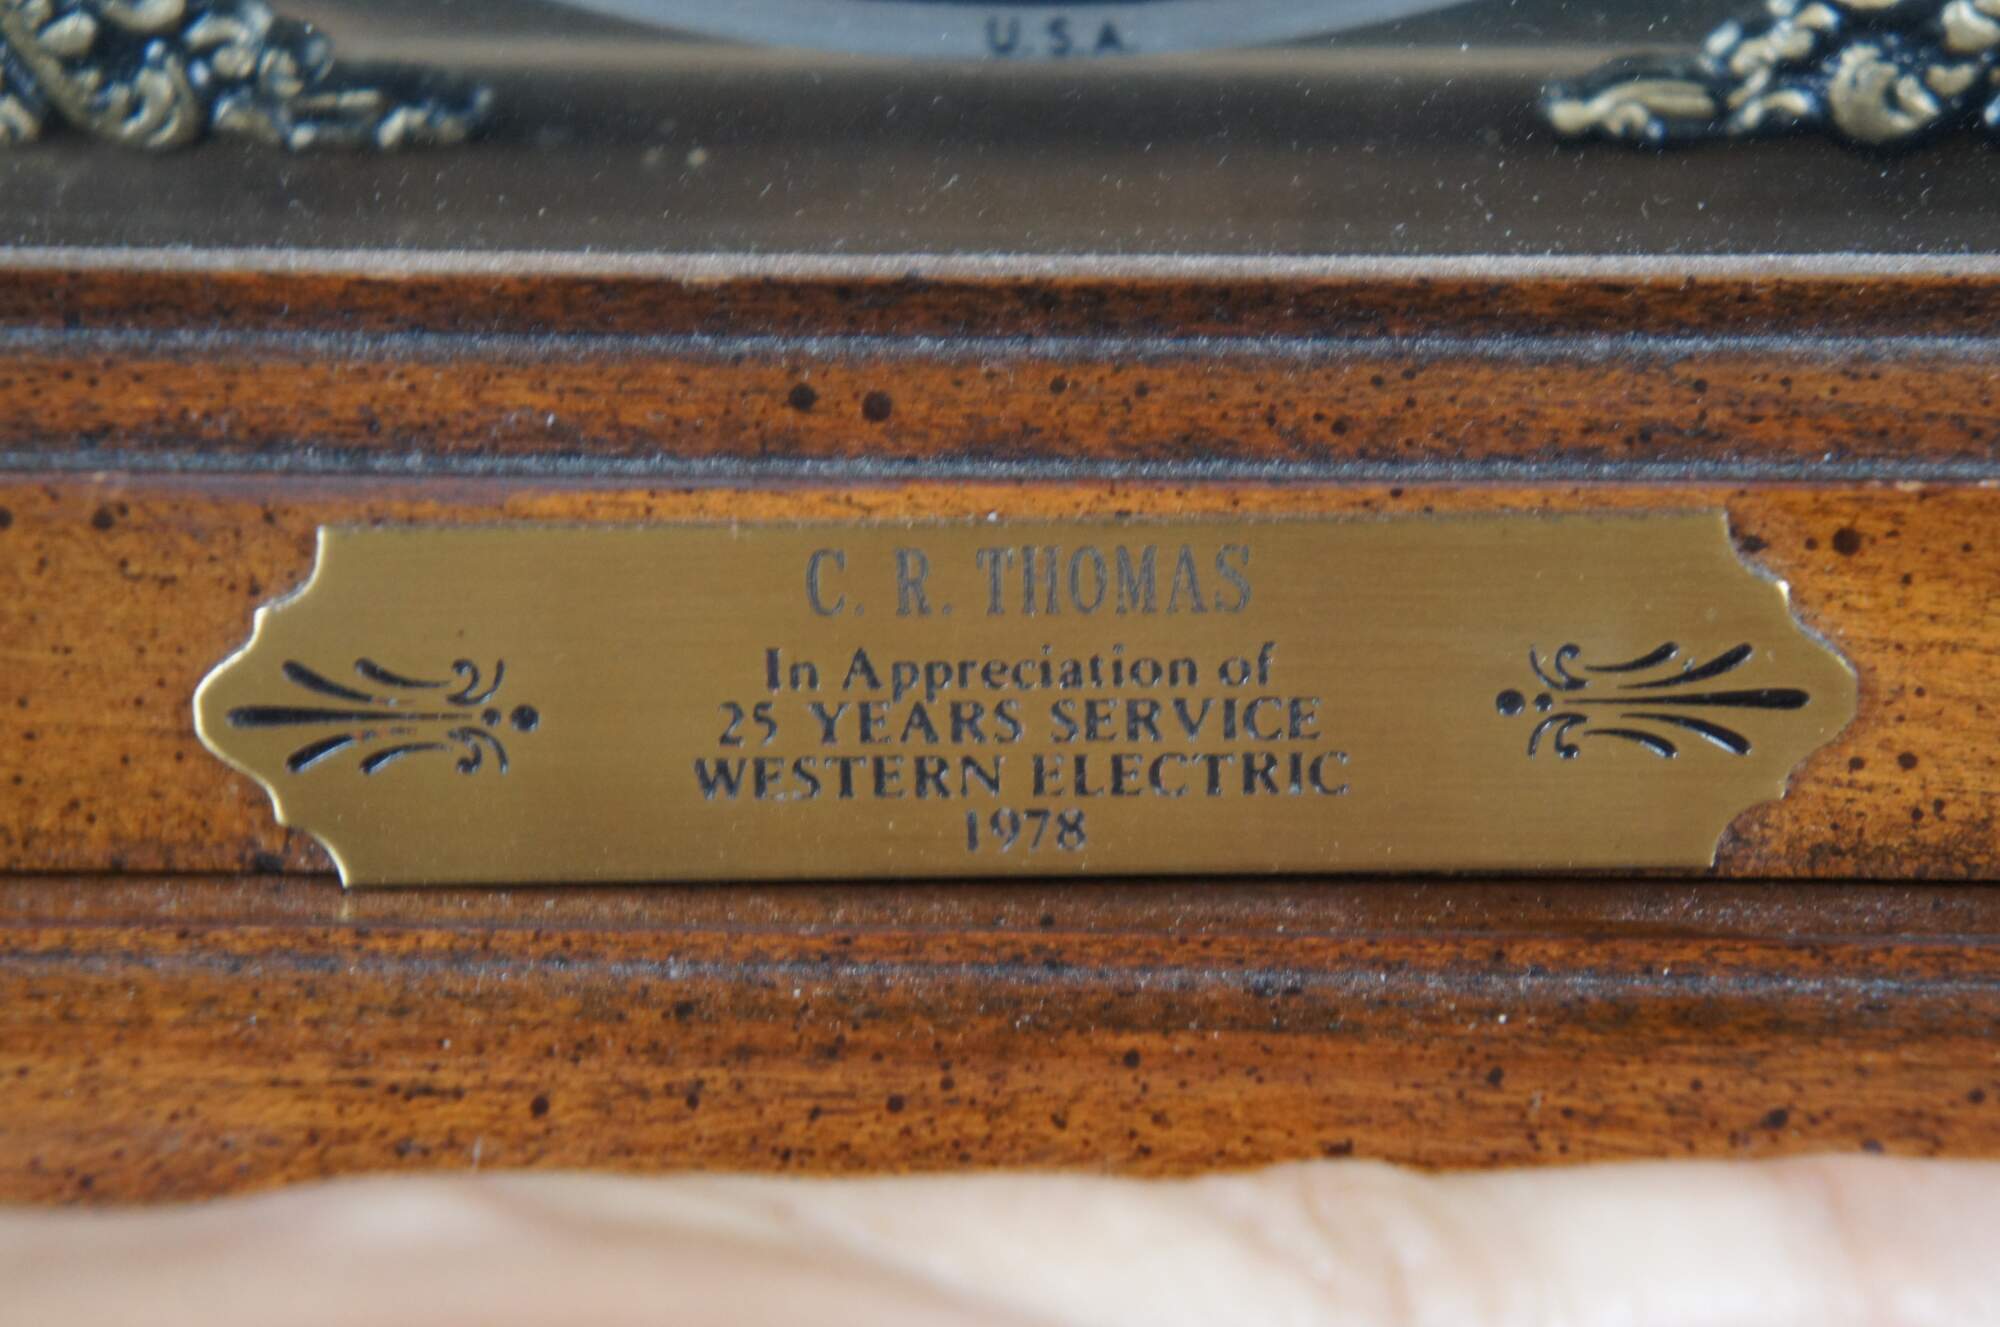 U.S.A.
C. R. THOMAS
In Appreciation of
25 YEARS SERVICE
WESTERN ELECTRIC
1978